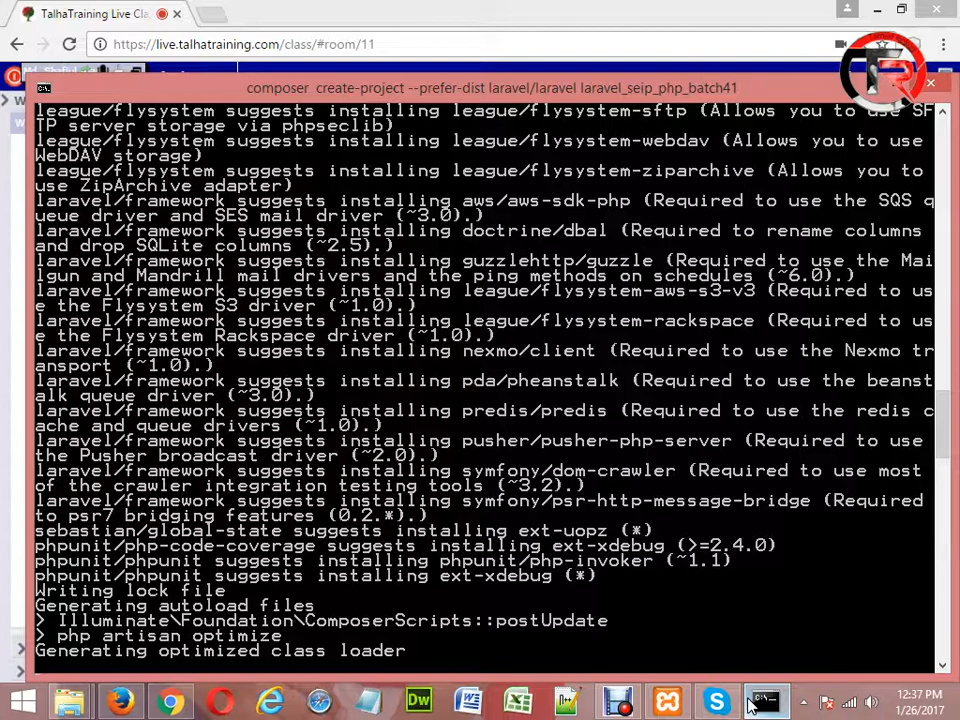 TalhaTraining Live Cl
https://live.talhatraining.com/class/#room/11
composer  create-project --prefer-dist laravel/laravel laravel_seip_php_batch41
league/flysystem suggests installing league/flysystem-sftp (Allows you to use SF
TP server storage via phpseclib)
league/flysystem suggests installing league/flysystem-webdav (Allows you to use
WebDAV storage)
league/flysystem suggests installing league/flysystem-ziparchive (Allows you to
use ZipArchive adapter)
laravel/framework suggests installing aws/aws-sdk-php (Required to use the SQS q
ueue driver and SES mail driver (~3.0).)
laravel/framework suggests installing doctrine/dbal (Required to rename columns
and drop SQLite columns (~2.5).)
laravel/framework suggests installing guzzlehttp/guzzle (Required to use the Mai
lgun and Mandrill mail drivers and the ping methods on schedules (~6.0).)
laravel/framework suggests installing league/flysystem-aws-s3-v3 (Required to us
e the Flysystem S3 driver (~1.0).)
laravel/framework suggests installing league/flysystem-rackspace (Required to us
e the Flysystem Rackspace driver (~1.0).)
laravel/framework suggests installing nexmo/client (Required to use the Nexmo tr
ansport (~1.0).)
laravel/framework suggests installing pda/pheanstalk (Required to use the beanst
alk queue driver (~3.0).)
laravel/framework suggests installing predis/predis (Required to use the redis c
ache and queue drivers (~1.0).)
laravel/framework suggests installing pusher/pusher-php-server (Required to use
the Pusher broadcast driver (~2.0).)
laravel/framework suggests installing symfony/dom-crawler (Required to use most
of the crawler integration testing tools (~3.2).)
laravel/framework suggests installing symfony/psr-http-message-bridge (Required
to psr7 bridging features (0.2.*).)
sebastian/global-state suggests installing ext-uopz (*)
phpunit/php-code-coverage suggests installing ext-xdebug (>=2.4.0)
phpunit/phpunit suggests installing phpunit/php-invoker (~1.1)
phpunit/phpunit suggests installing ext-xdebug (*)
Writing lock file
Generating autoload files
> Illuminate\Foundation\ComposerScripts::postUpdate
> php artisan optimize
Generating optimized class loader
12:37 PM
1/26/2017